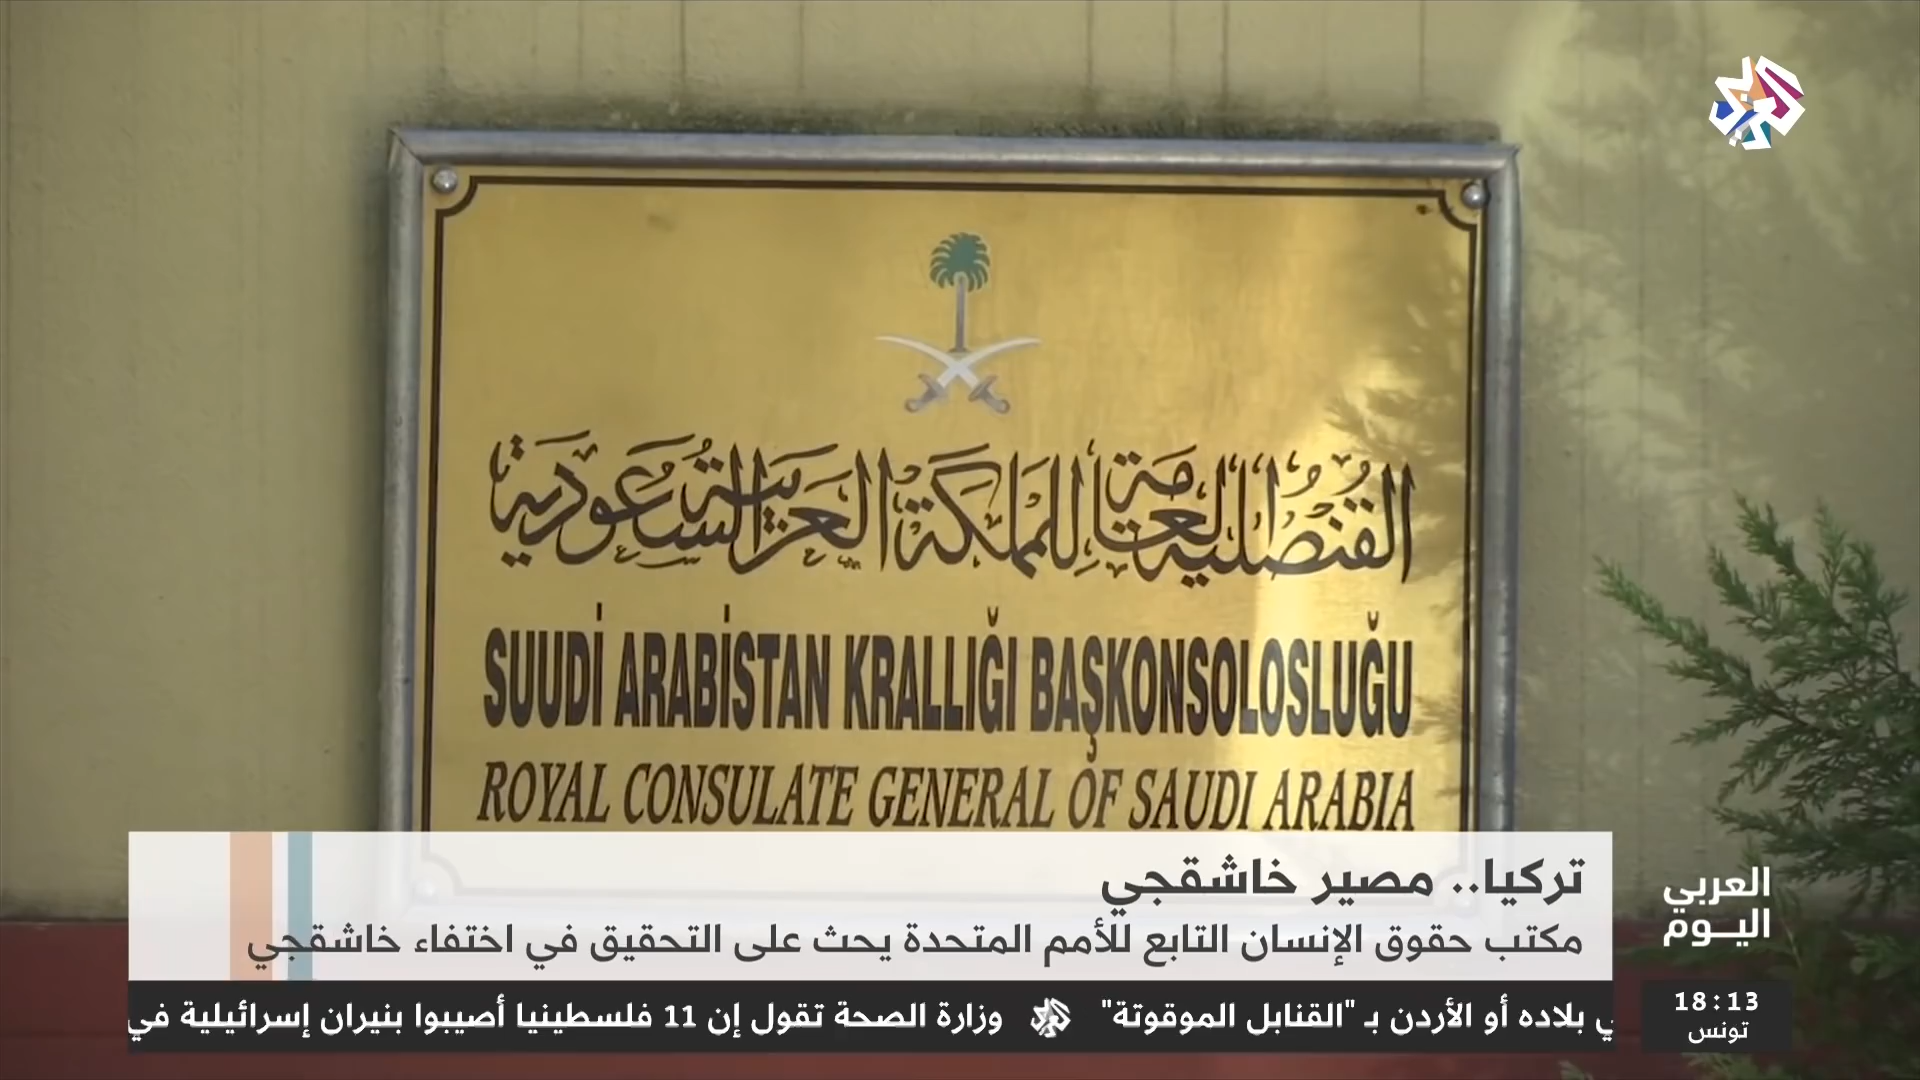 القنصلية العامة للمملكة العربية السعودية
SUUDİ ARABİSTAN KRALLIĞI BAŞKONSOLOSLUĞU
ROYAL CONSULATE GENERAL OF SAUDI ARABIA
تركيا.. مصير خاشقجي
مكتب حقوق الإنسان التابع للأمم المتحدة يحث على التحقيق في اختفاء خاشقجي
العربي
اليوم
ي بلاده أو الأردن بـ "القنابل الموقوتة" وزارة الصحة تقول إن 11 فلسطينيا أصيبوا بنيران إسرائيلية في
18:13
تونس